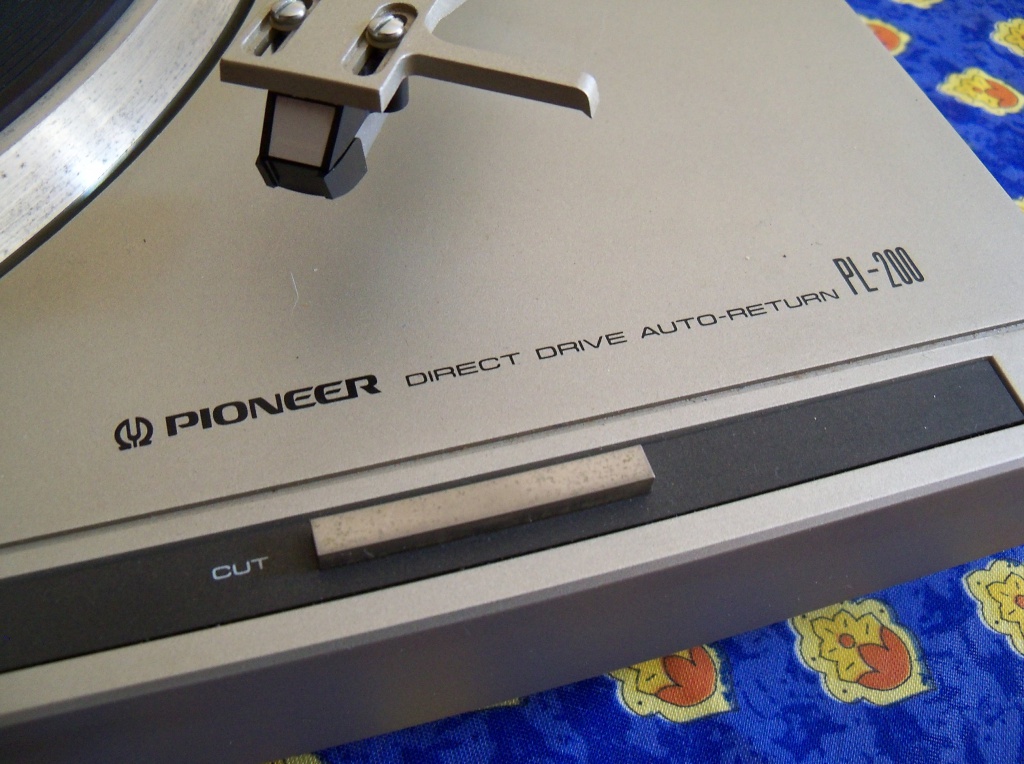 PIONEER DIRECT DRIVE AUTO-RETURN PL-200
CUT